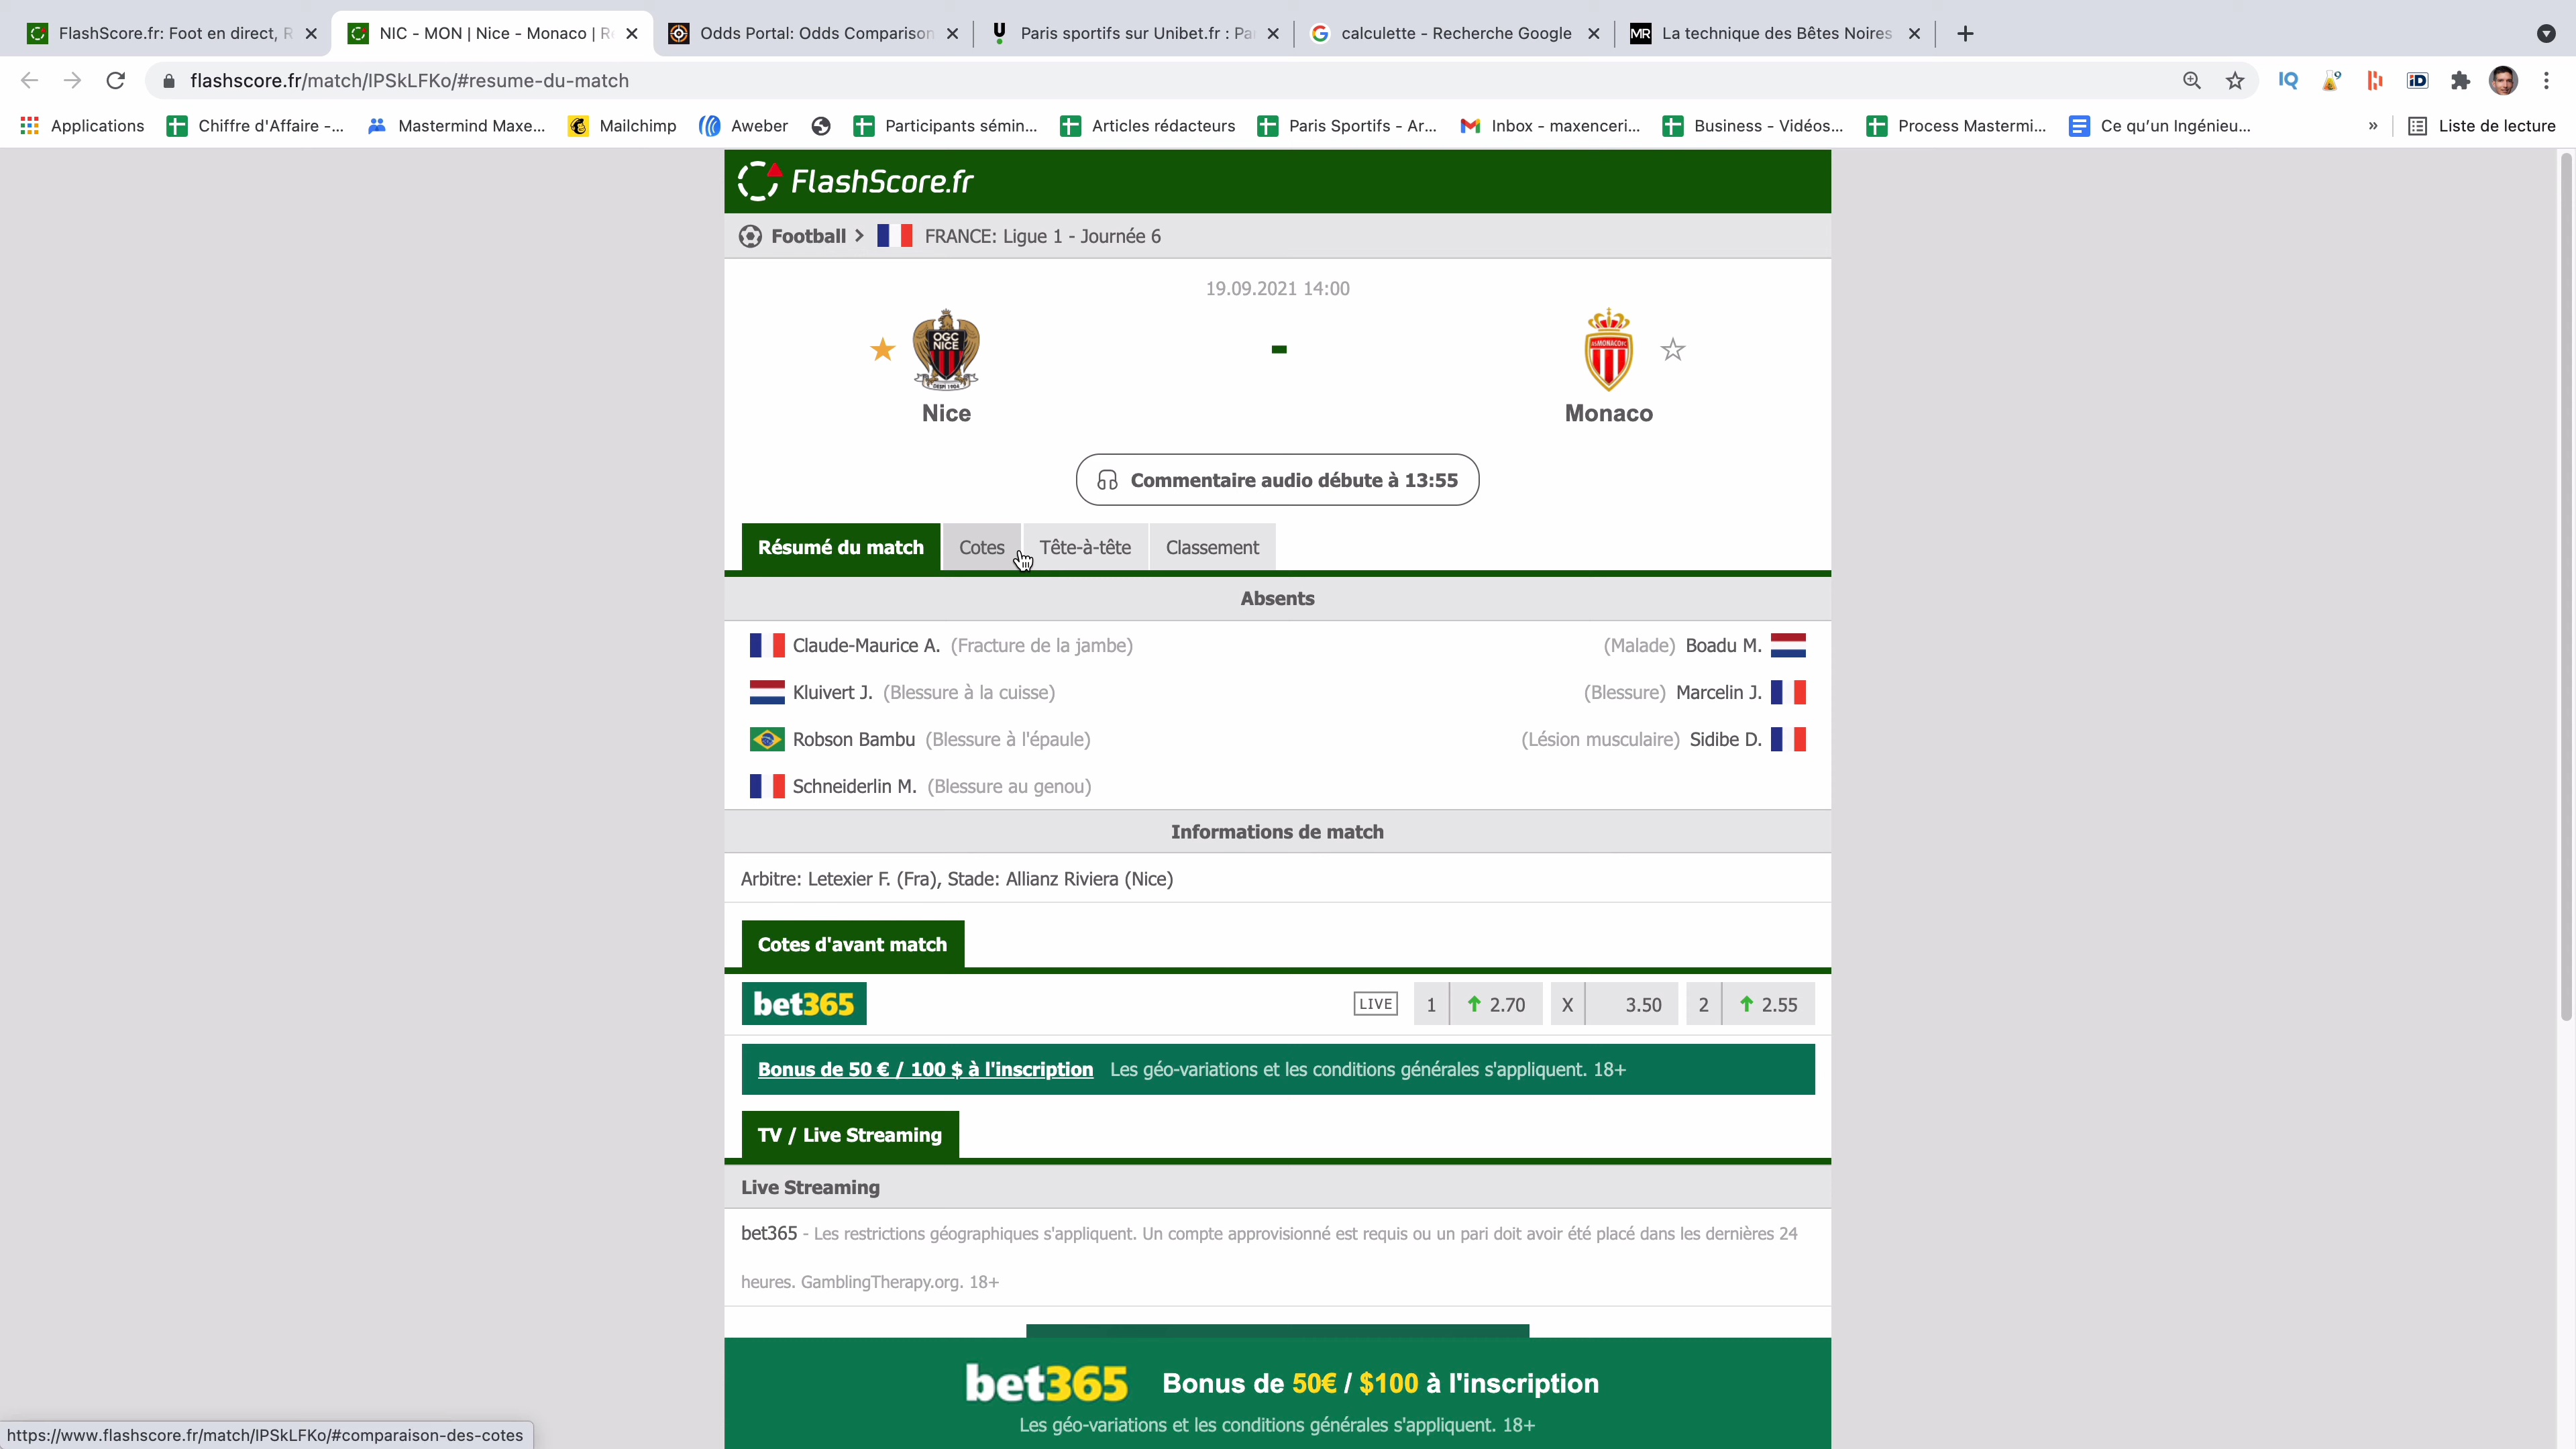 FlashScore.fr: Foot en direct, R
NIC - MON | Nice - Monaco | R
Odds Portal: Odds Comparison
Paris sportifs sur Unibet.fr : Pa
calculette - Recherche Google
La technique des Bêtes Noires
flashscore.fr/match/IPSkLFKo/#resume-du-match
Applications
Chiffre d'Affaire -...
Mastermind Maxe...
Mailchimp
Aweber
Participants sémin...
Articles rédacteurs
Paris Sportifs - Ar...
Inbox - maxenceri...
Business - Vidéos...
Process Mastermi...
Ce qu'un Ingénieu...
»
Liste de lecture
FlashScore.fr
Football > FRANCE: Ligue 1 - Journée 6
19.09.2021 14:00
OGC NICE
-
Nice
Monaco
Commentaire audio débute à 13:55
Résumé du match
Cotes
Tête-à-tête
Classement
Absents
Claude-Maurice A. (Fracture de la jambe)
(Malade) Boadu M.
Kluivert J. (Blessure à la cuisse)
(Blessure) Marcelin J.
Robson Bambu (Blessure à l'épaule)
(Lésion musculaire) Sidibe D.
Schneiderlin M. (Blessure au genou)
Informations de match
Arbitre: Letexier F. (Fra), Stade: Allianz Riviera (Nice)
Cotes d'avant match
bet365 LIVE 1 2.70 X 3.50 2 2.55
Bonus de 50 € / 100 $ à l'inscription Les géo-variations et les conditions générales s'appliquent. 18+
TV / Live Streaming
Live Streaming
bet365 - Les restrictions géographiques s'appliquent. Un compte approvisionné est requis ou un pari doit avoir été placé dans les dernières 24
heures. GamblingTherapy.org. 18+
bet365 Bonus de 50€ / $100 à l'inscription
Les géo-variations et les conditions générales s'appliquent. 18+
https://www.flashscore.fr/match/IPSkLFKo/#comparaison-des-cotes